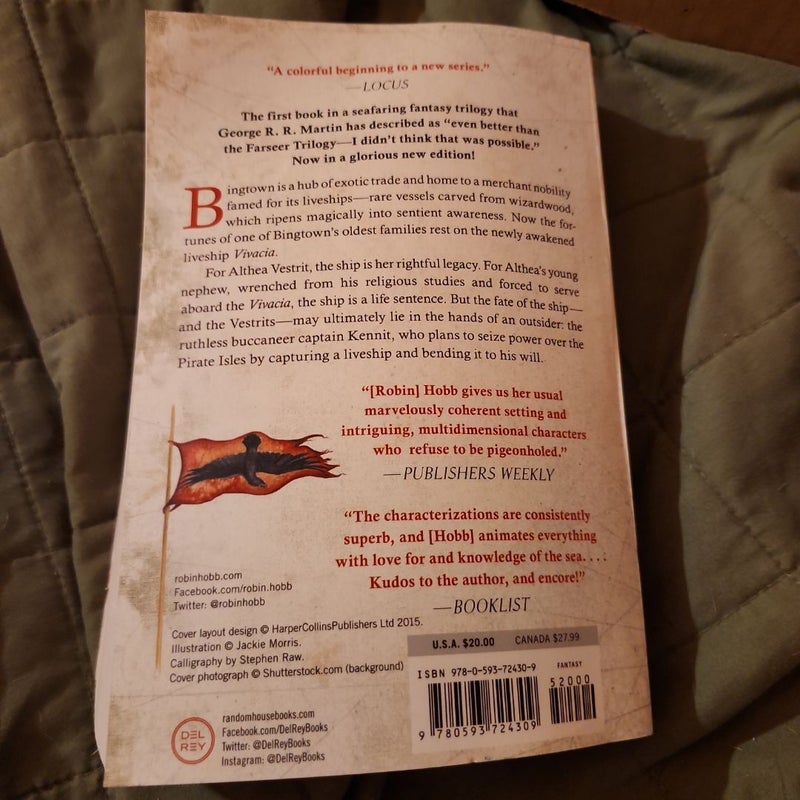 "A colorful beginning to a new series."
—LOCUS
The first book in a seafaring fantasy trilogy that
George R. R. Martin has described as "even better than
the Farseer Trilogy—I didn't think that was possible."
Now in a glorious new edition!
Bingtown is a hub of exotic trade and home to a merchant nobility
famed for its liveships—rare vessels carved from wizardwood,
which ripens magically into sentient awareness. Now the for-
tunes of one of Bingtown's oldest families rest on the newly awakened
liveship Vivacia.
For Althea Vestrit, the ship is her rightful legacy. For Althea's young
nephew, wrenched from his religious studies and forced to serve
aboard the Vivacia, the ship is a life sentence. But the fate of the ship—
and the Vestrits—may ultimately lie in the hands of an outsider: the
ruthless buccaneer captain Kennit, who plans to seize power over the
Pirate Isles by capturing a liveship and bending it to his will.
"[Robin] Hobb gives us her usual
marvelously coherent setting and
intriguing, multidimensional characters
who refuse to be pigeonholed."
—PUBLISHERS WEEKLY
"The characterizations are consistently
superb, and [Hobb] animates everything
with love for and knowledge of the sea. . . .
Kudos to the author, and encore!"
—BOOKLIST
robinhobb.com
Facebook.com/robin.hobb
Twitter: @robinhobb
Cover layout design © HarperCollinsPublishers Ltd 2015.
Illustration © Jackie Morris.
Calligraphy by Stephen Raw.
Cover photograph © Shutterstock.com (background)
U.S.A. $20.00 CANADA $27.99
ISBN 978-0-593-72430-9
FANTASY
52000
9 780593 724309
DEL
REY
randomhousebooks.com
Facebook.com/DelReyBooks
Twitter: @DelReyBooks
Instagram: @DelReyBooks